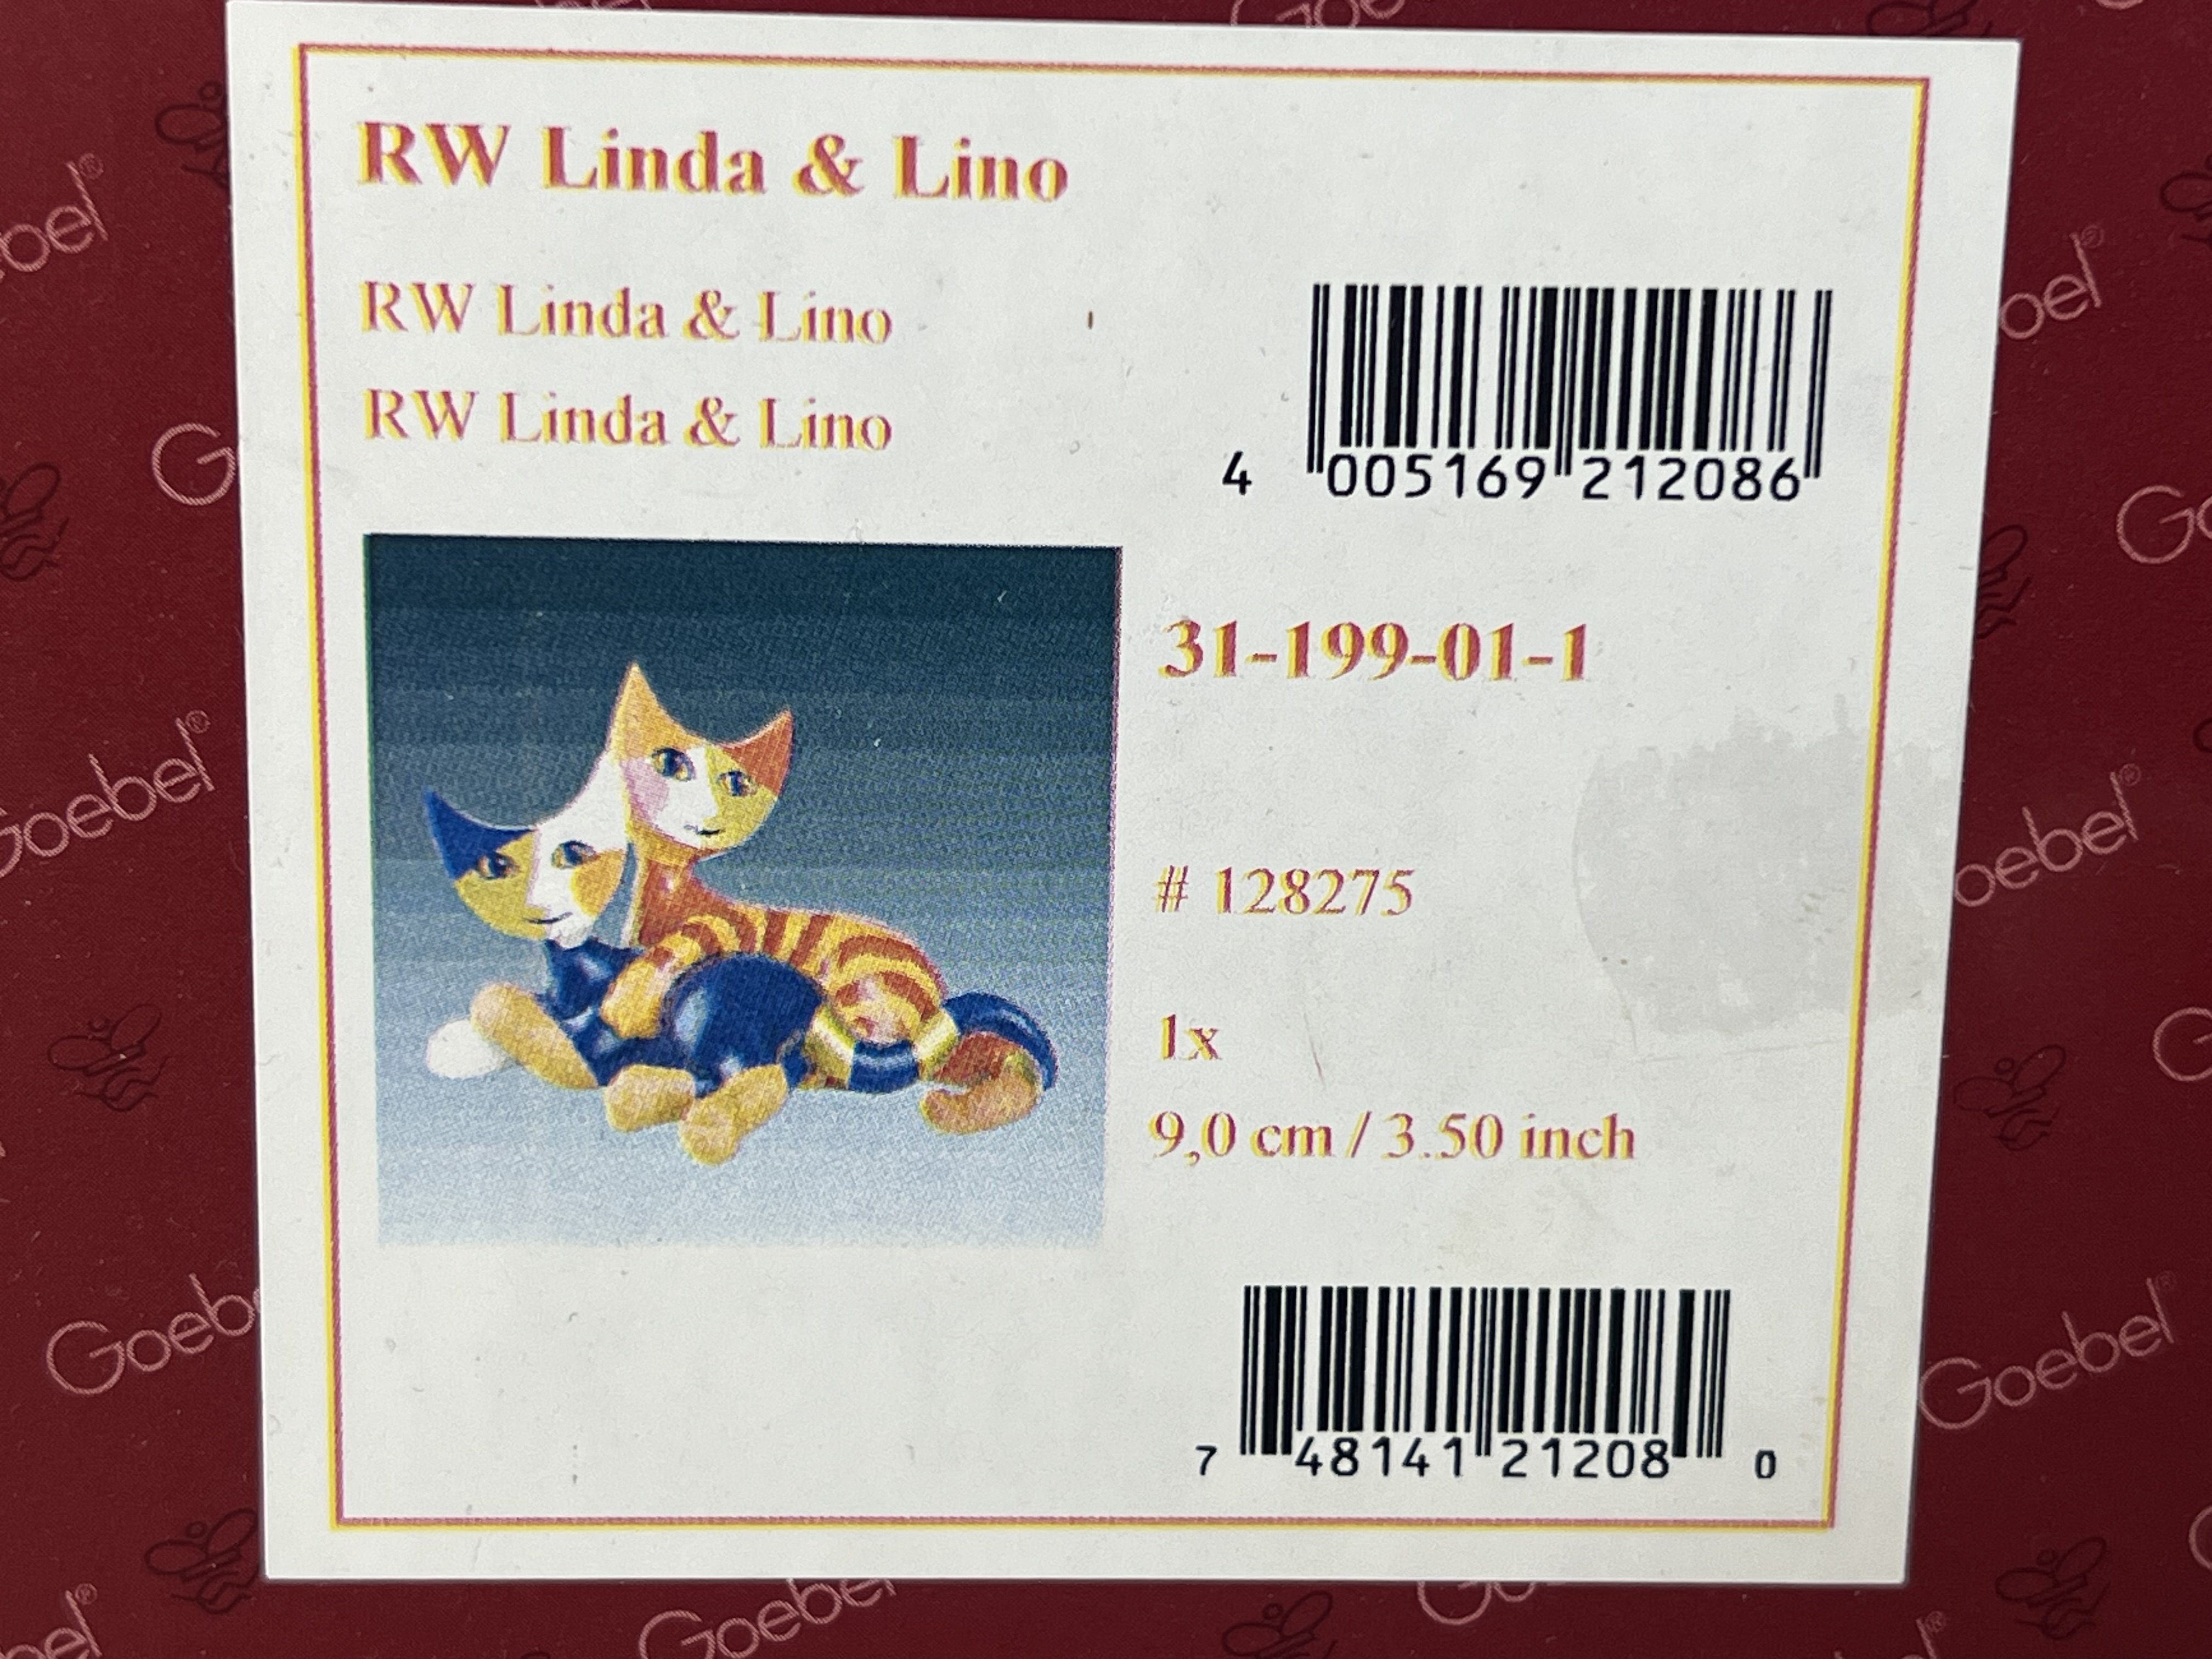 RW Linda & Lino
RW Linda & Lino
RW Linda & Lino
4 005169 212086
31-199-01-1
# 128275
1x
9,0 cm / 3.50 inch
7 48141 21208 0
Goebel®
Goebel®
Goebel®
Goebel®
Goebel